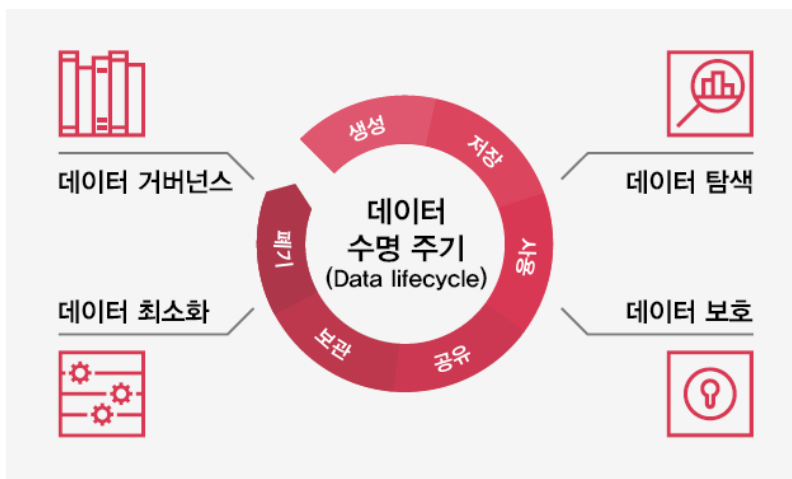 생성
저장
데이터 거버넌스
데이터 탐색
데이터
수명 주기
(Data lifecycle)
폐기
사용
데이터 최소화
데이터 보호
보관
공유